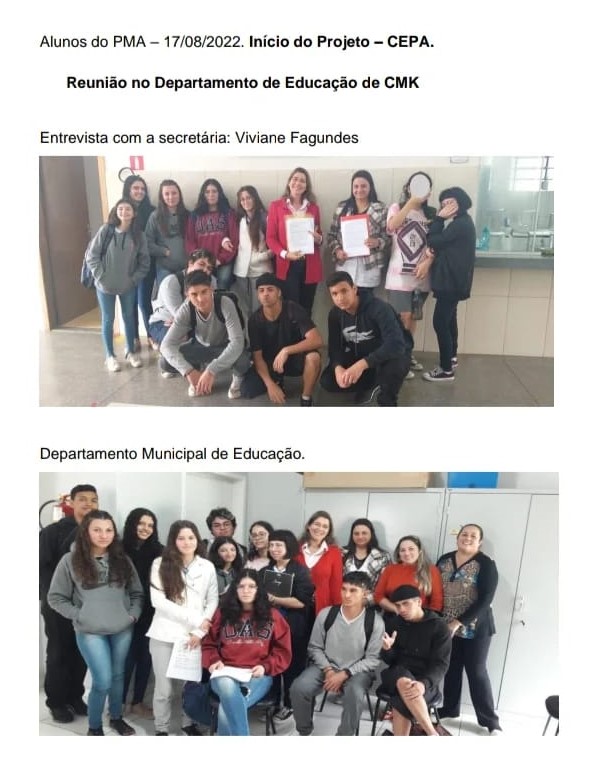 Alunos do PMA – 17/08/2022. Início do Projeto – CEPA.
Reunião no Departamento de Educação de CMK
Entrevista com a secretária: Viviane Fagundes
Departamento Municipal de Educação.